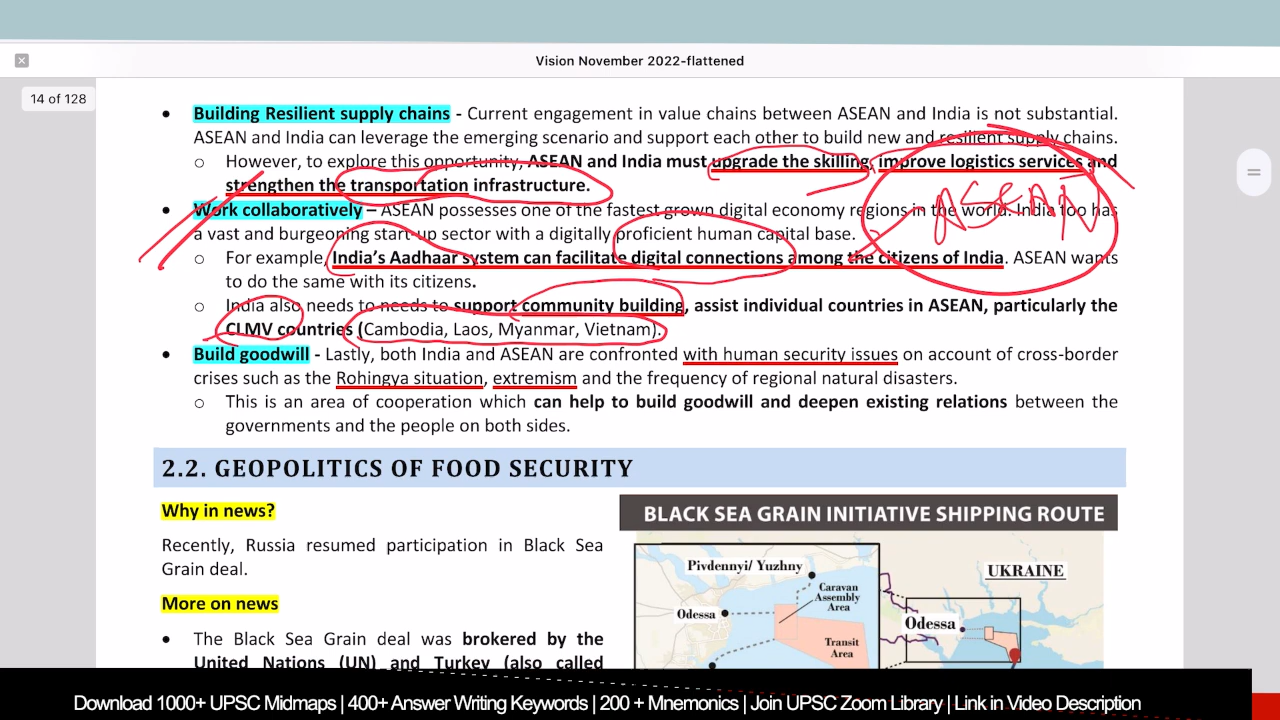 Vision November 2022-flattened
14 of 128
• Building Resilient supply chains - Current engagement in value chains between ASEAN and India is not substantial.
ASEAN and India can leverage the emerging scenario and support each other to build new and resilient supply chains.
o However, to explore this opportunity, ASEAN and India must upgrade the skilling, improve logistics services and
strengthen the transportation infrastructure.
• Work collaboratively – ASEAN possesses one of the fastest grown digital economy regions in the world. India too has
a vast and burgeoning start-up sector with a digitally proficient human capital base.
ASEAN
o For example, India's Aadhaar system can facilitate digital connections among the citizens of India. ASEAN wants
to do the same with its citizens.
o India also needs to needs to support community building, assist individual countries in ASEAN, particularly the
CLMV countries (Cambodia, Laos, Myanmar, Vietnam).
• Build goodwill - Lastly, both India and ASEAN are confronted with human security issues on account of cross-border
crises such as the Rohingya situation, extremism and the frequency of regional natural disasters.
o This is an area of cooperation which can help to build goodwill and deepen existing relations between the
governments and the people on both sides.
2.2. GEOPOLITICS OF FOOD SECURITY
Why in news?
Recently, Russia resumed participation in Black Sea
Grain deal.
More on news
• The Black Sea Grain deal was brokered by the
United Nations (UN) and Turkey (also called
BLACK SEA GRAIN INITIATIVE SHIPPING ROUTE
Pivdennyi/ Yuzhny
Caravan
Assembly
Area
Odessa
Transit
Area
UKRAINE
Odessa
Download 1000+ UPSC Midmaps | 400+ Answer Writing Keywords | 200 + Mnemonics | Join UPSC Zoom Library | Link in Video Description